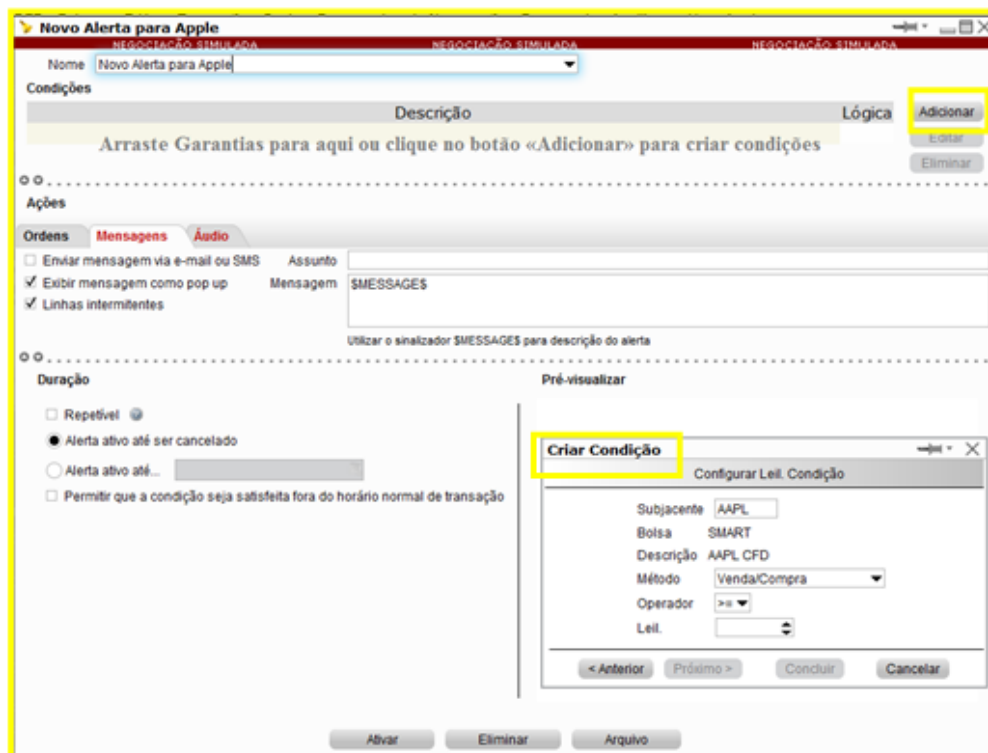 Novo Alerta para Apple
NEGOCIAÇÃO SIMULADA NEGOCIAÇÃO SIMULADA NEGOCIAÇÃO SIMULADA
Nome Novo Alerta para Apple
Condições
Descrição Lógica Adicionar
Arraste Garantias para aqui ou clique no botão «Adicionar» para criar condições
Editar
Eliminar
Ações
Ordens Mensagens Áudio
Enviar mensagem via e-mail ou SMS Assunto
Exibir mensagem como pop up Mensagem $MESSAGE$
Linhas intermitentes
Utilizar o sinalizador $MESSAGE$ para descrição do alerta
Duração Pré-visualizar
Repetível
Alerta ativo até ser cancelado
Alerta ativo até...
Permitir que a condição seja satisfeita fora do horário normal de transação
Criar Condição
Configurar Leil. Condição
Subjacente AAPL
Bolsa SMART
Descrição AAPL CFD
Método Venda/Compra
Operador >=
Leil.
< Anterior Próximo > Concluir Cancelar
Ativar Eliminar Arquivo